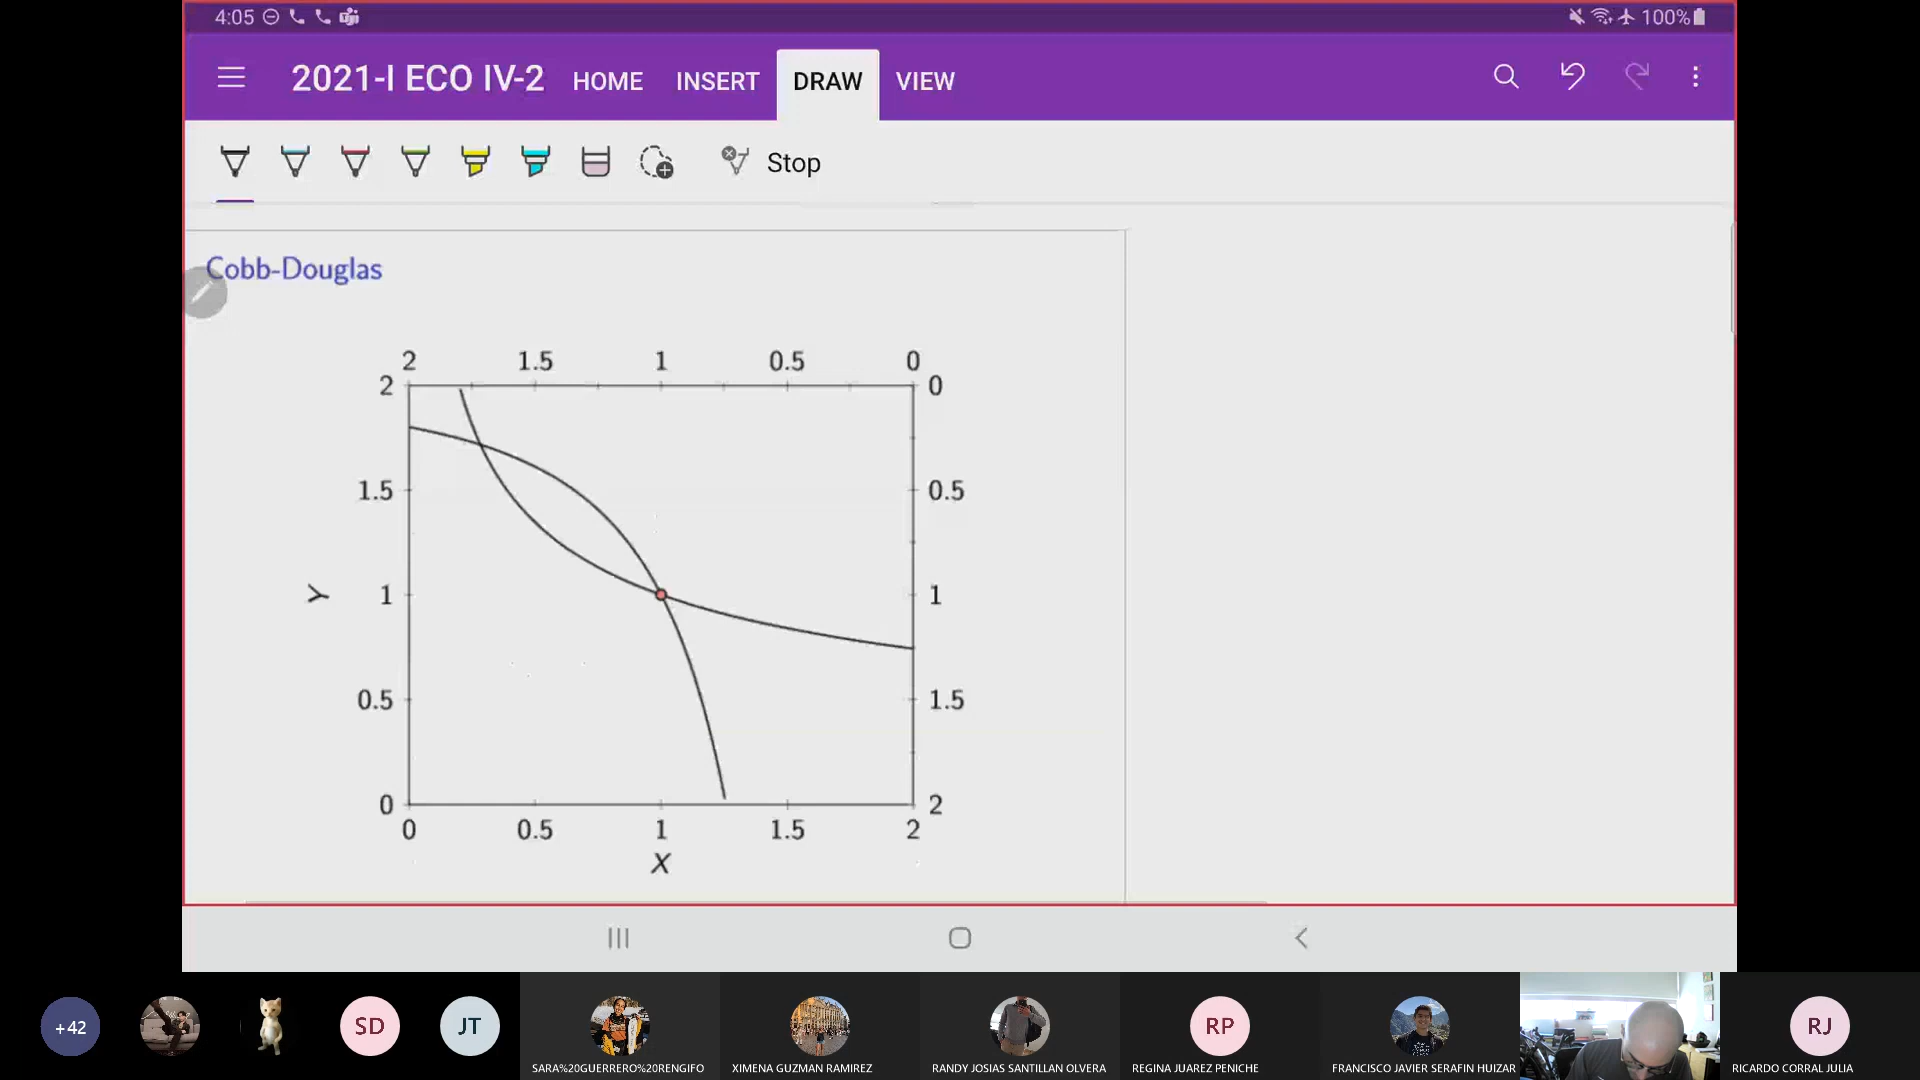 4:05 100%
2021-I ECO IV-2 HOME INSERT DRAW VIEW
Stop
Cobb-Douglas
2 1.5 1 0.5 0
2 0
1.5 0.5
Y 1 1
0.5 1.5
0 2
0 0.5 1 1.5 2
X
+42 SD JT RP RJ
SARA%20GUERRERO%20RENGIFO XIMENA GUZMAN RAMIREZ RANDY JOSIAS SANTILLAN OLVERA REGINA JUAREZ PENICHE FRANCISCO JAVIER SERAFIN HUIZAR RICARDO CORRAL JULIA